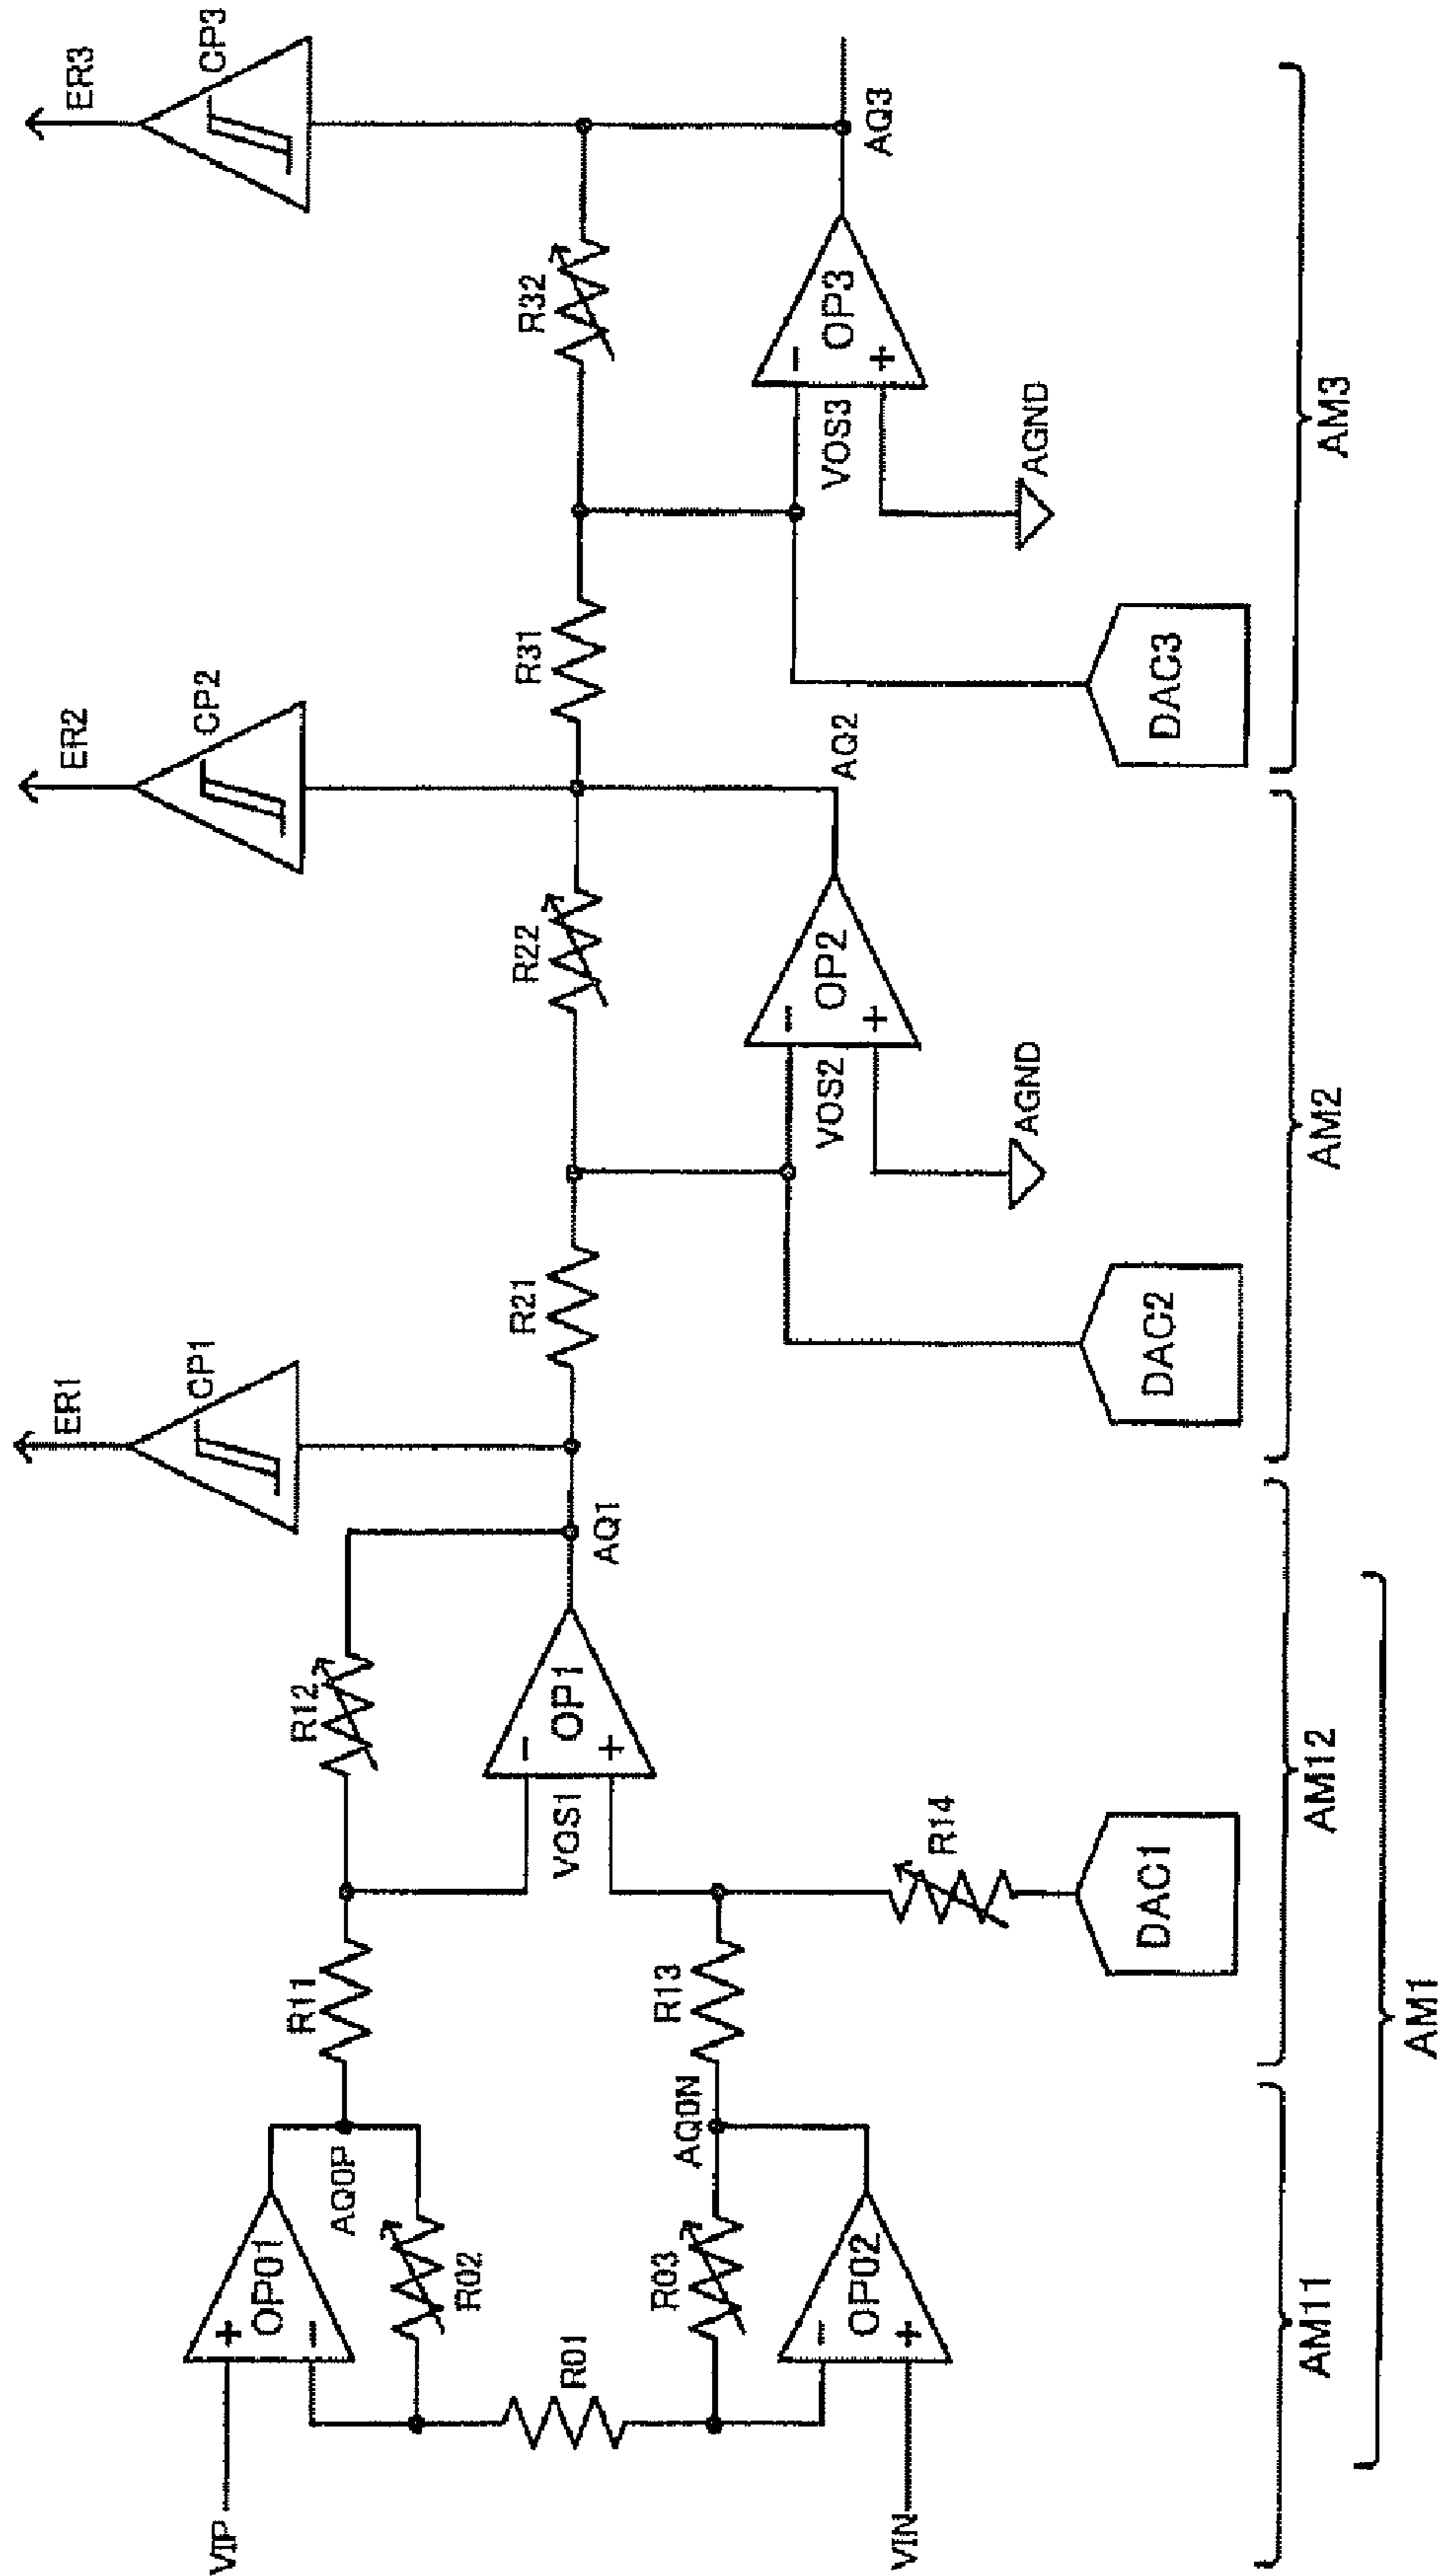 ER1
ER2
ER3
CP1
CP2
CP3
VIP
OP01
+
−
AQ0P
R02
R01
R03
AQ0N
OP02
−
+
VIN
R11
R12
R13
VOS1
−
+
OP1
AQ1
R14
DAC1
R21
R22
VOS2
−
+
OP2
AQ2
AGND
DAC2
R31
R32
VOS3
−
+
OP3
AQ3
AGND
DAC3
AM11
AM12
AM2
AM3
AM1